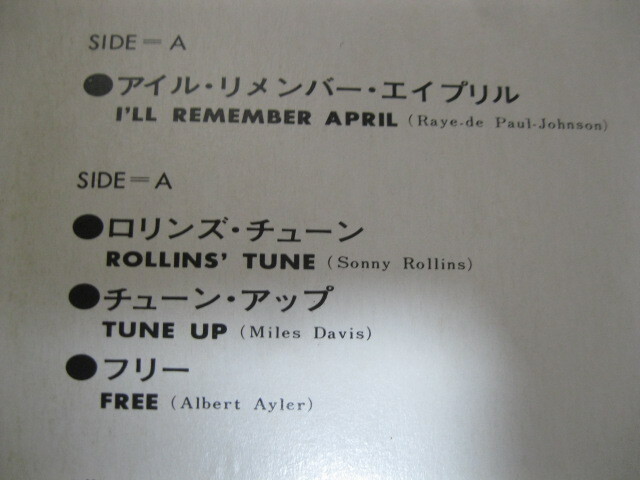 SIDE＝A
●アイル・リメンバー・エイプリル
I'LL REMEMBER APRIL (Raye-de Paul-Johnson)
SIDE＝A
●ロリンズ・チューン
ROLLINS' TUNE (Sonny Rollins)
●チューン・アップ
TUNE UP (Miles Davis)
●フリー
FREE (Albert Ayler)